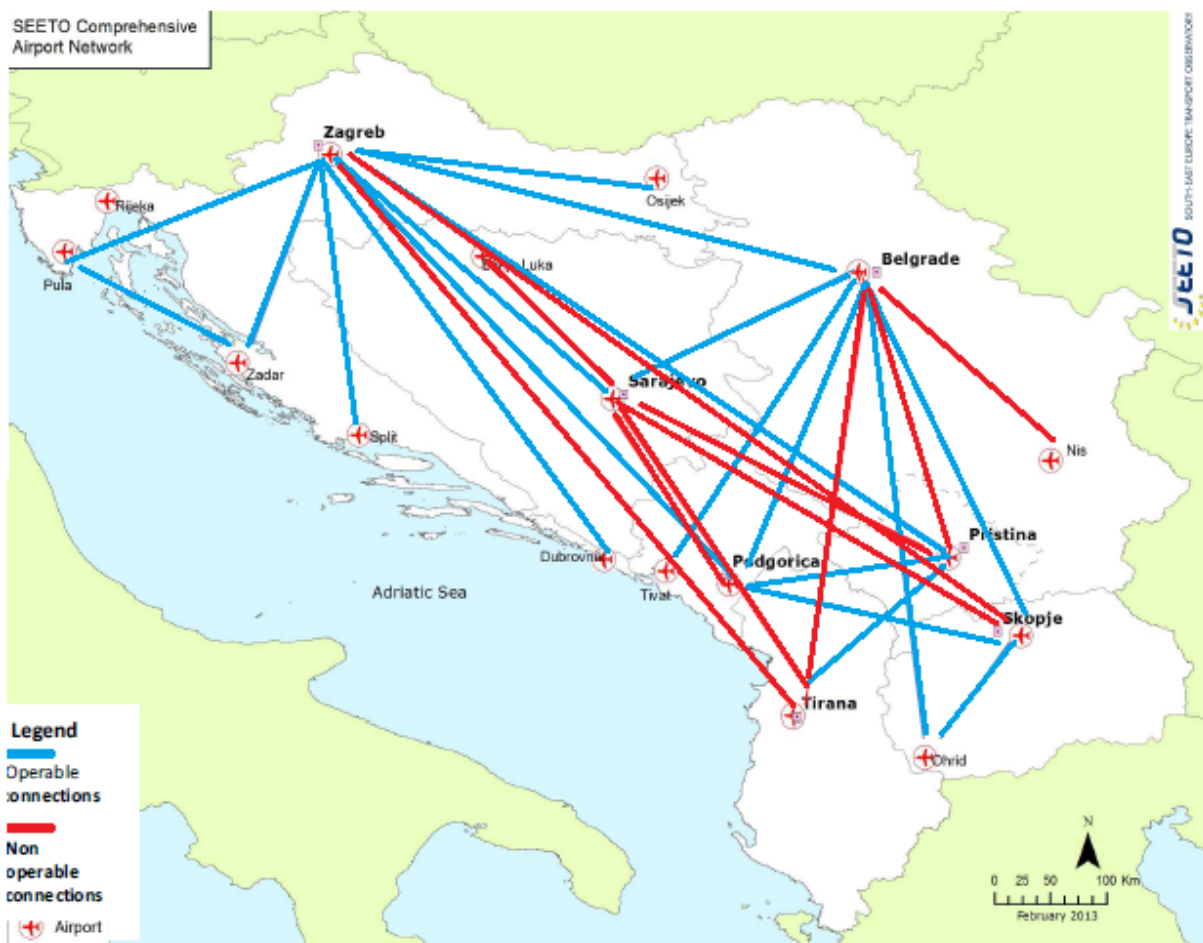 SEETO Comprehensive
Airport Network
SOUTH-EAST EUROPE TRANSPORT OBSERVATORY
SEETO
Zagreb
Rijeka
Osijek
Pula
Luka
Belgrade
Zadar
Sarajevo
Split
Nis
Pristina
Dubrovnik
Tivat
Podgorica
Adriatic Sea
Skopje
Tirana
Ohrid
Legend
Operable
connections
Non
operable
connections
Airport
N
0 25 50 100 Km
February 2013